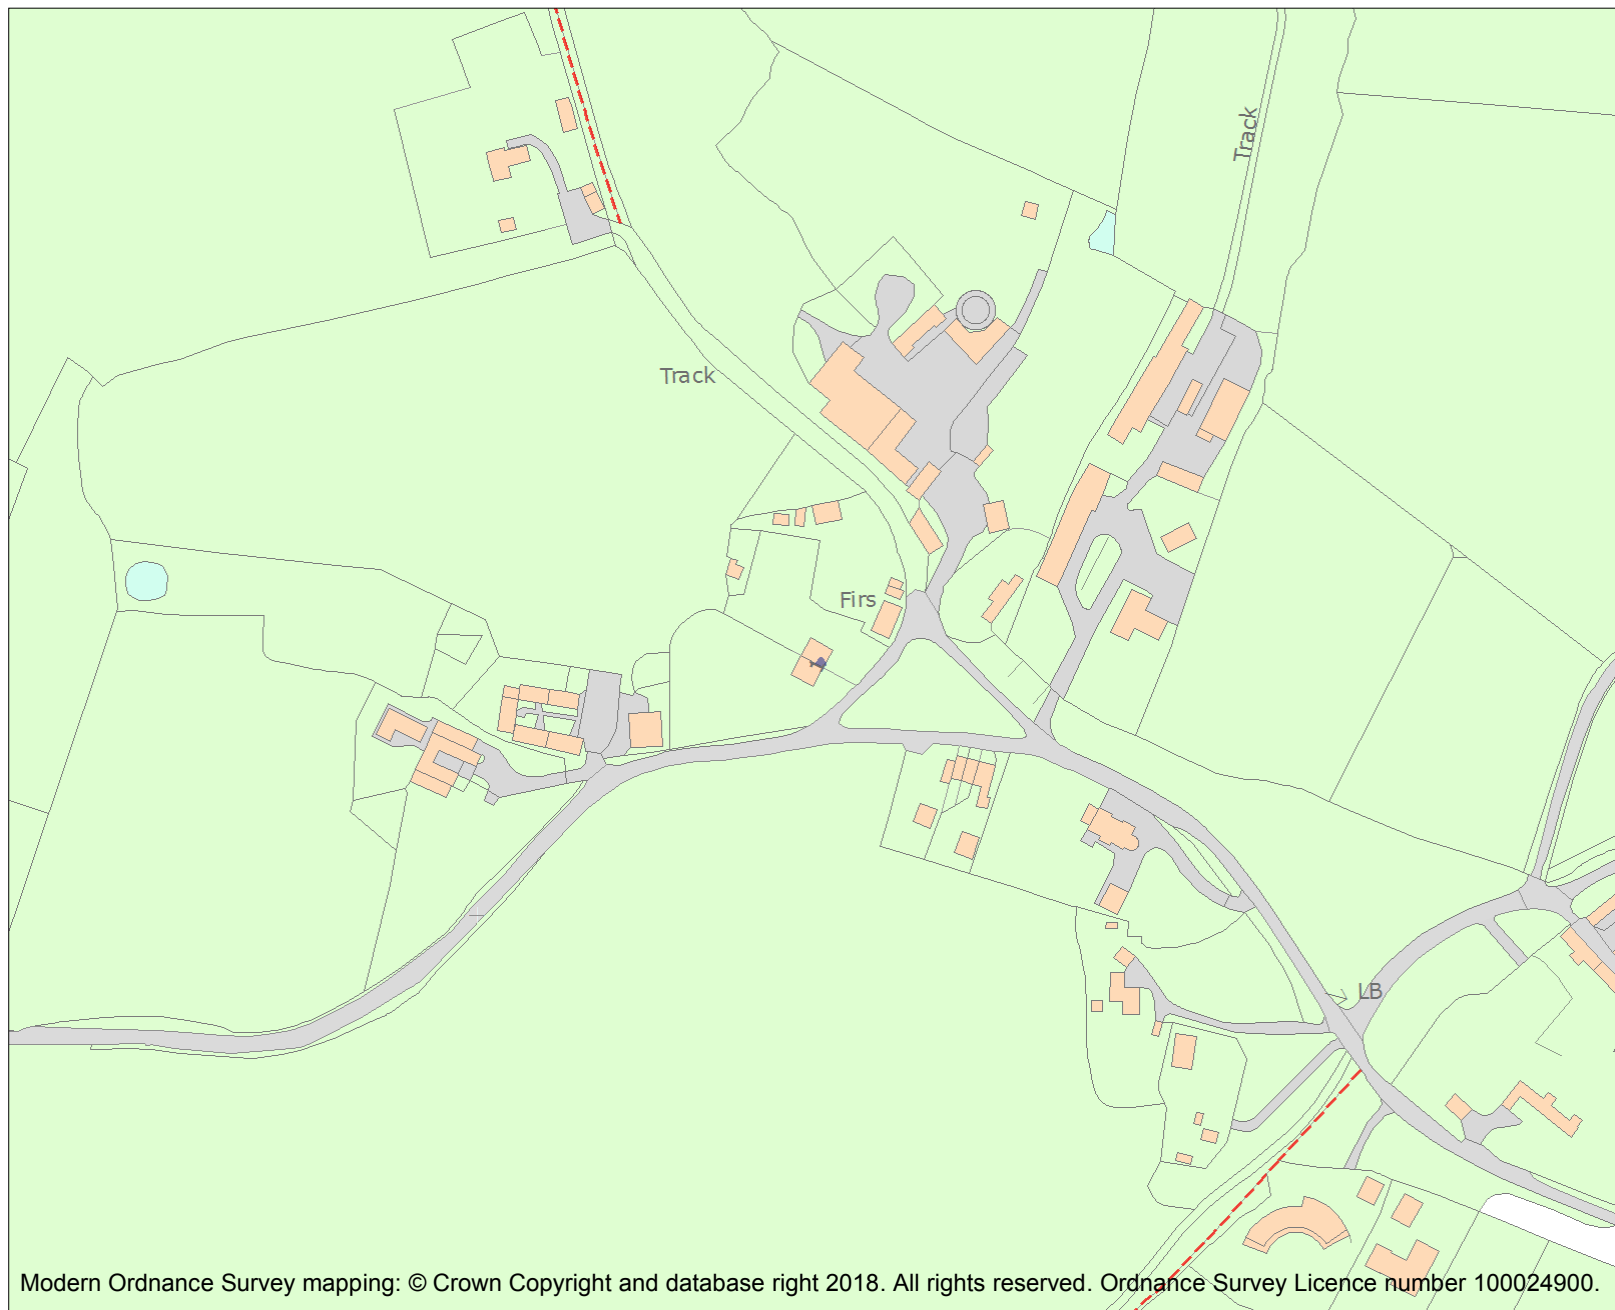 Track
Track
Firs
LB
Modern Ordnance Survey mapping: © Crown Copyright and database right 2018. All rights reserved. Ordnance Survey Licence number 100024900.